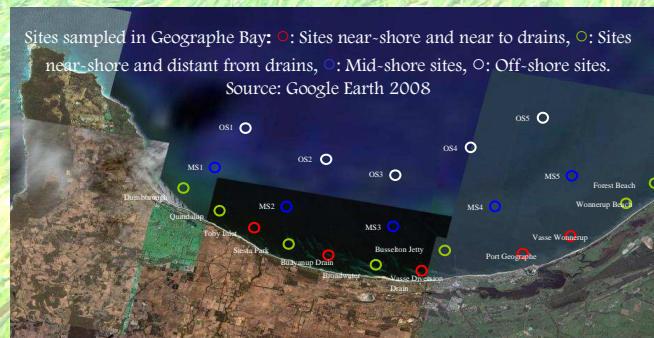 Sites sampled in Geographe Bay: ○: Sites near-shore and near to drains, ○: Sites
near-shore and distant from drains, ○: Mid-shore sites, ○: Off-shore sites.
Source: Google Earth 2008
OS5
OS1
OS4
OS2
MS1
OS3
MS5
Forest Beach
Dunsborough
Wonnerup Beach
MS2
MS4
Quindalup
MS3
Toby Inlet
Vasse Wonnerup
Siesta Park
Busselton Jetty
Port Geographe
Buayanup Drain
Broadwater
Vasse Diversion
Drain